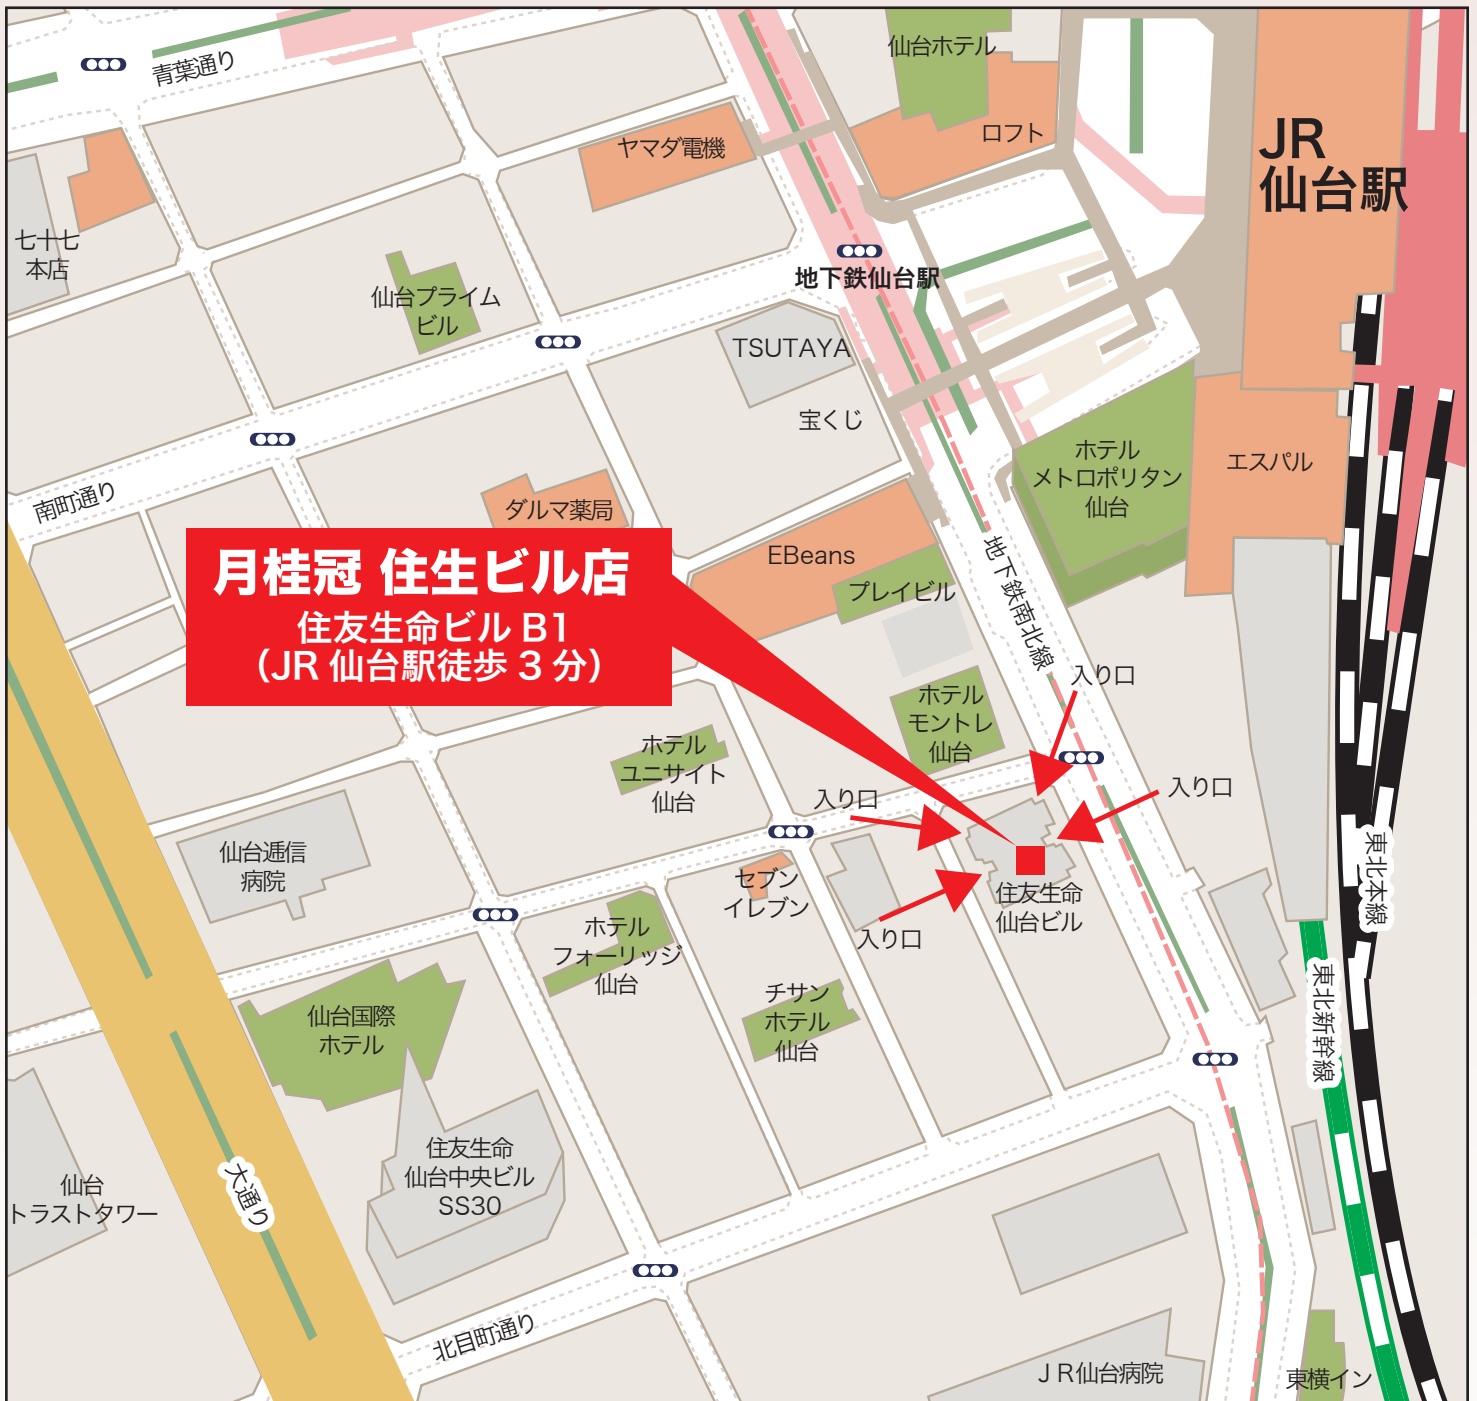 青葉通り
仙台ホテル
ロフト
ヤマダ電機
JR
仙台駅
七十七
本店
仙台プライム
ビル
地下鉄仙台駅
TSUTAYA
宝くじ
ホテル
メトロポリタン
仙台
エスパル
南町通り
ダルマ薬局
月桂冠 住生ビル店
住友生命ビル B1
（JR 仙台駅徒歩 3 分）
EBeans
プレイビル
地下鉄南北線
入り口
ホテル
モントレ
仙台
ホテル
ユニサイト
仙台
入り口
入り口
仙台逓信
病院
セブン
イレブン
住友生命
仙台ビル
入り口
東北本線
ホテル
フォーリッジ
仙台
チサン
ホテル
仙台
仙台国際
ホテル
東北新幹線
住友生命
仙台中央ビル
SS30
仙台
トラストタワー
大通り
北目町通り
ＪＲ仙台病院
東横イン